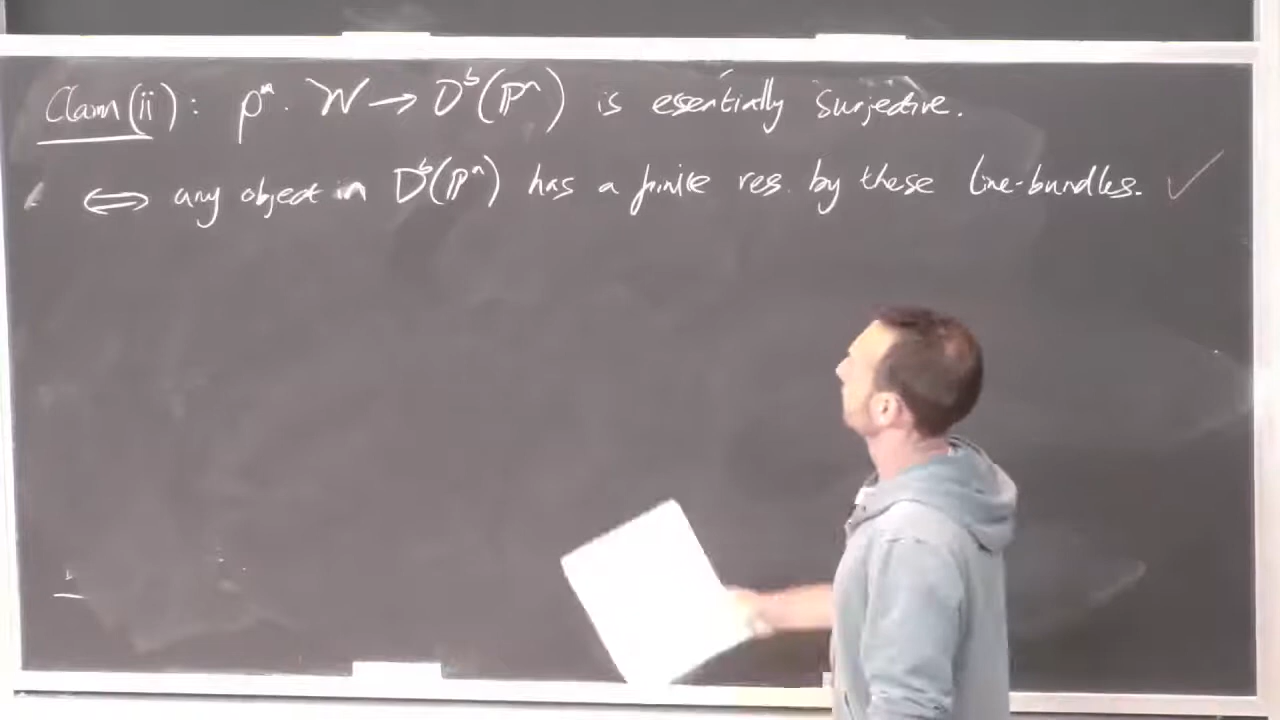 Claim (ii) : p*. W → D^b(ℙ^n) is essentially surjective.
⟺ any object in D^b(ℙ^n) has a finite res. by these line-bundles. ✓